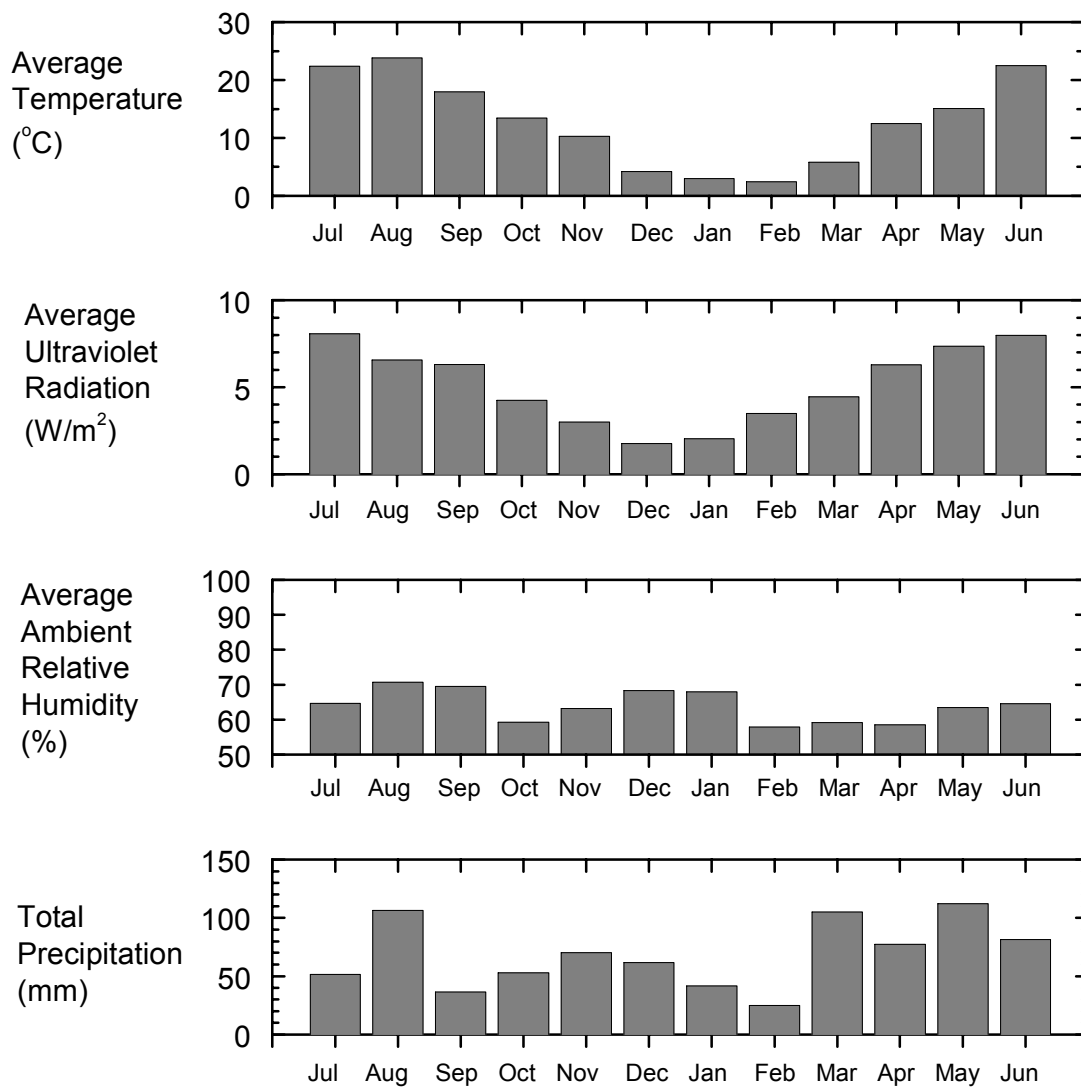 Average
Temperature
(°C)
30
20
10
0
Jul Aug Sep Oct Nov Dec Jan Feb Mar Apr May Jun
Average
Ultraviolet
Radiation
(W/m²)
10
5
0
Jul Aug Sep Oct Nov Dec Jan Feb Mar Apr May Jun
Average
Ambient
Relative
Humidity
(%)
100
90
80
70
60
50
Jul Aug Sep Oct Nov Dec Jan Feb Mar Apr May Jun
Total
Precipitation
(mm)
150
100
50
0
Jul Aug Sep Oct Nov Dec Jan Feb Mar Apr May Jun